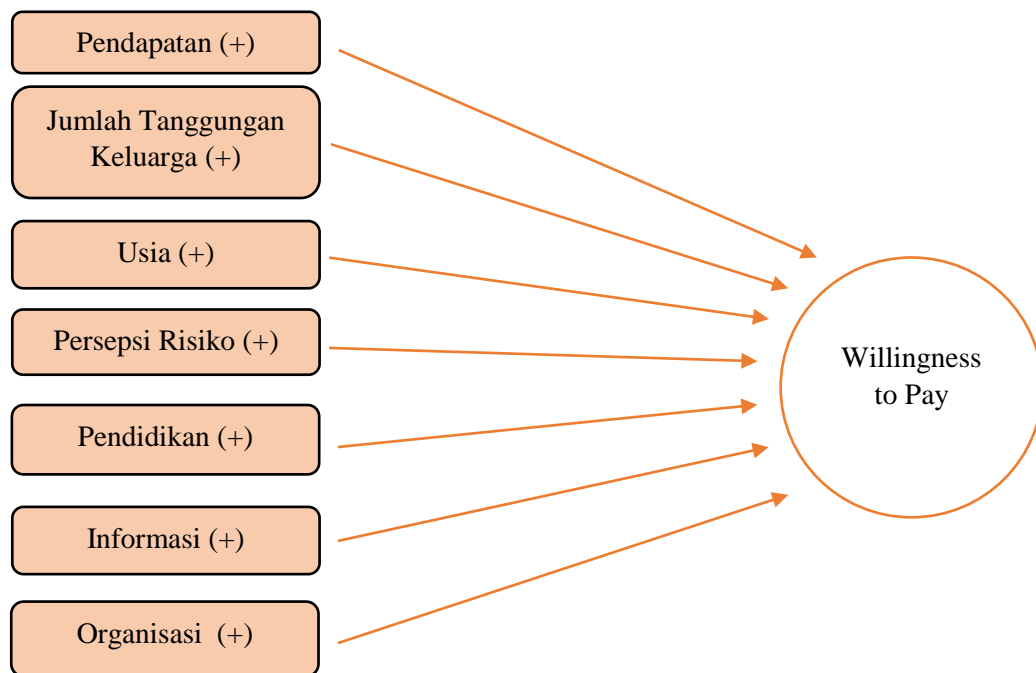 Pendapatan (+)
Jumlah Tanggungan
Keluarga (+)
Usia (+)
Persepsi Risiko (+)
Pendidikan (+)
Informasi (+)
Organisasi  (+)
Willingness
to Pay